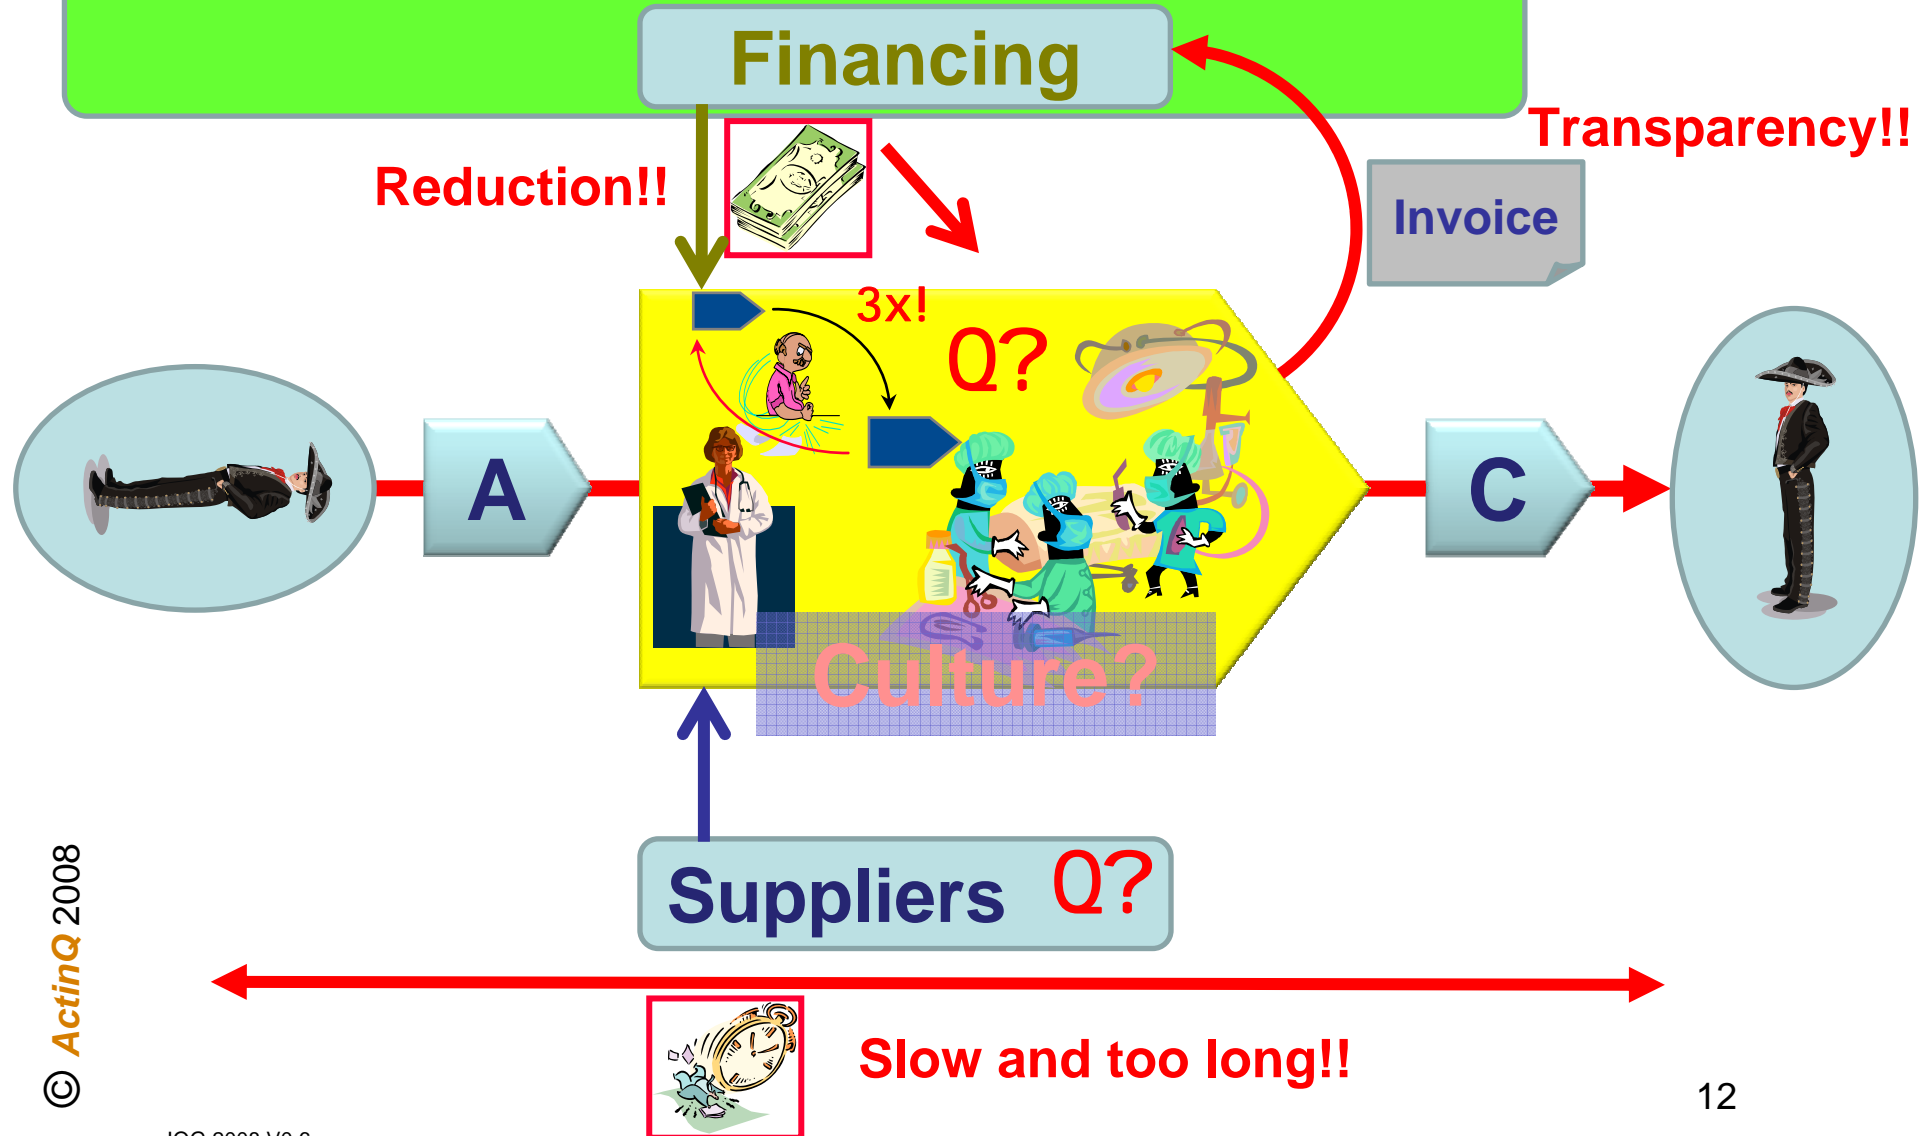 Financing
Transparency!!
Reduction!!
Invoice
3x!
Q?
A
C
Culture?
Suppliers Q?
Slow and too long!!
© ActinQ 2008
12